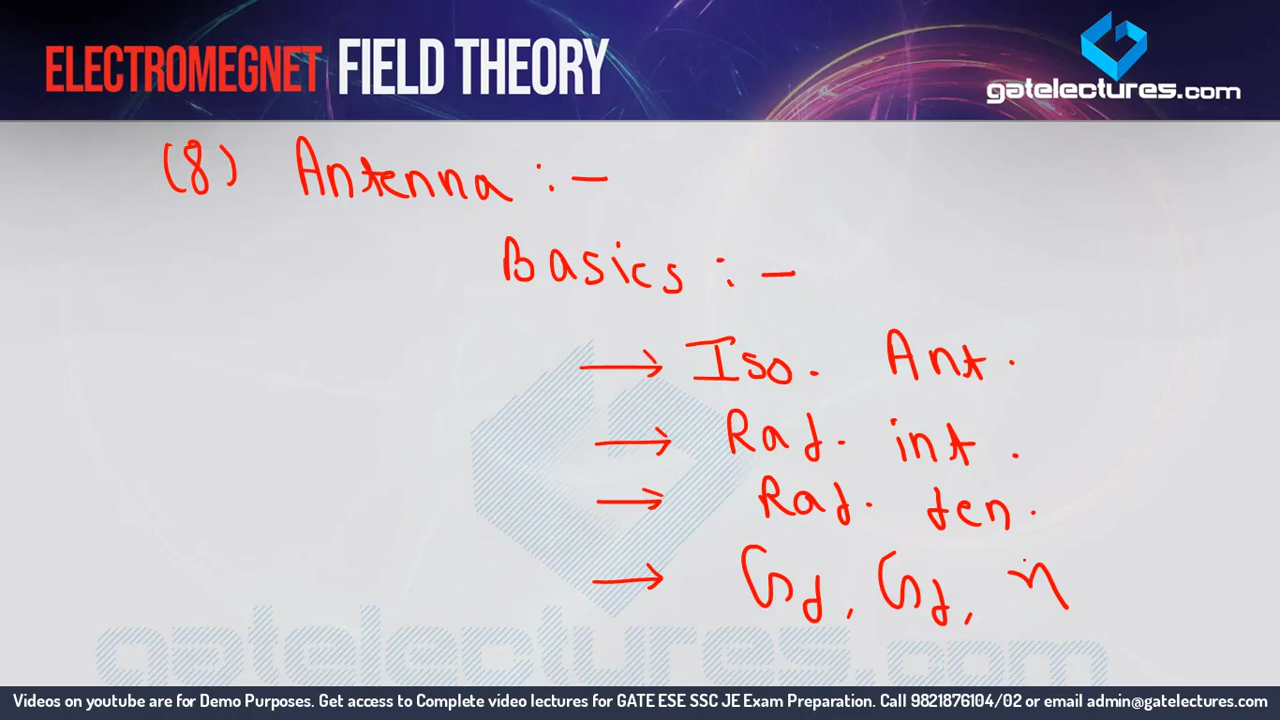 ELECTROMEGNET FIELD THEORY
gatelectures.com
(8) Antenna :-
Basics :-
→ Iso. Ant.
→ Rad. int.
→ Rad. den.
→ Gd, Gd, η
gatelectures.com
Videos on youtube are for Demo Purposes. Get access to Complete video lectures for GATE ESE SSC JE Exam Preparation. Call 9821876104/02 or email admin@gatelectures.com